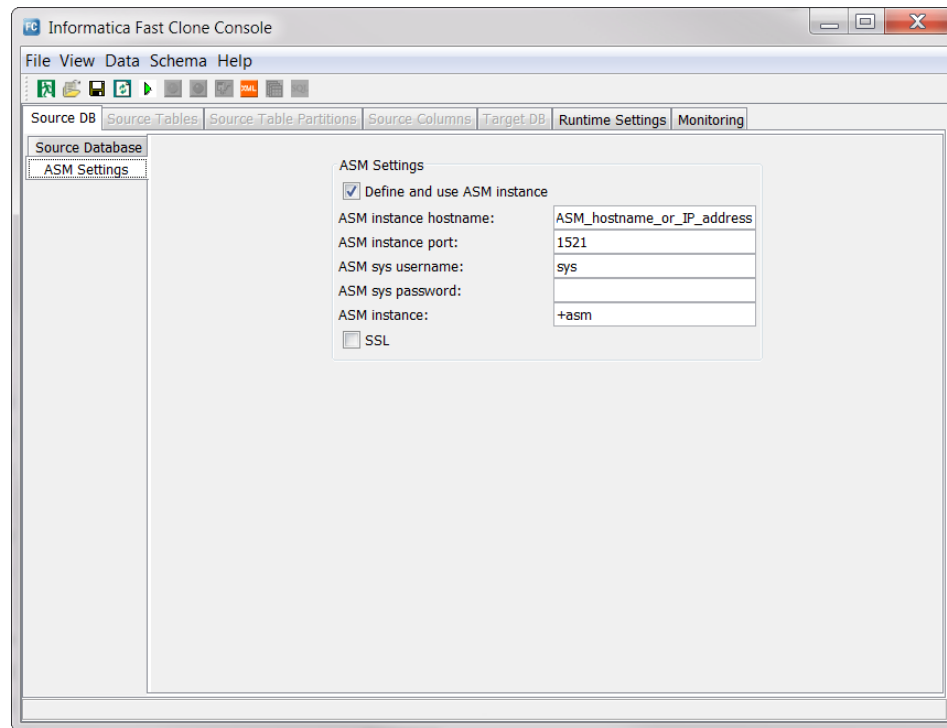 FC Informatica Fast Clone Console
File View Data Schema Help
XML
Source DB Source Tables Source Table Partitions Source Columns Target DB Runtime Settings Monitoring
Source Database
ASM Settings
ASM Settings
Define and use ASM instance
ASM instance hostname: ASM_hostname_or_IP_address
ASM instance port: 1521
ASM sys username: sys
ASM sys password:
ASM instance: +asm
SSL